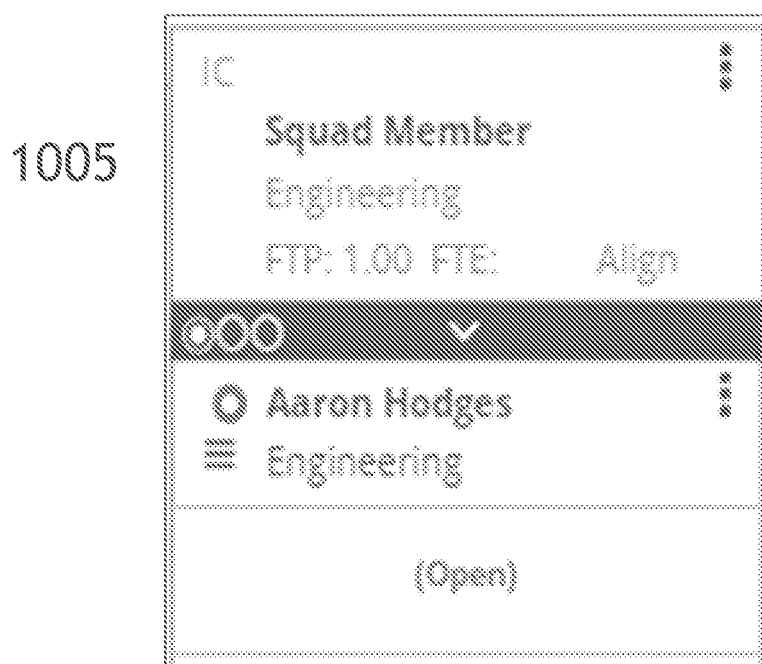 1005
IC
Squad Member
Engineering
FTP: 1.00 FTE: Align
Aaron Hodges
Engineering
(Open)